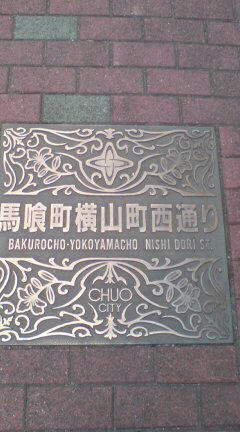 馬喰町横山町西通り
BAKUROCHO-YOKOYAMACHO NISHI DORI ST.
CHUO
CITY